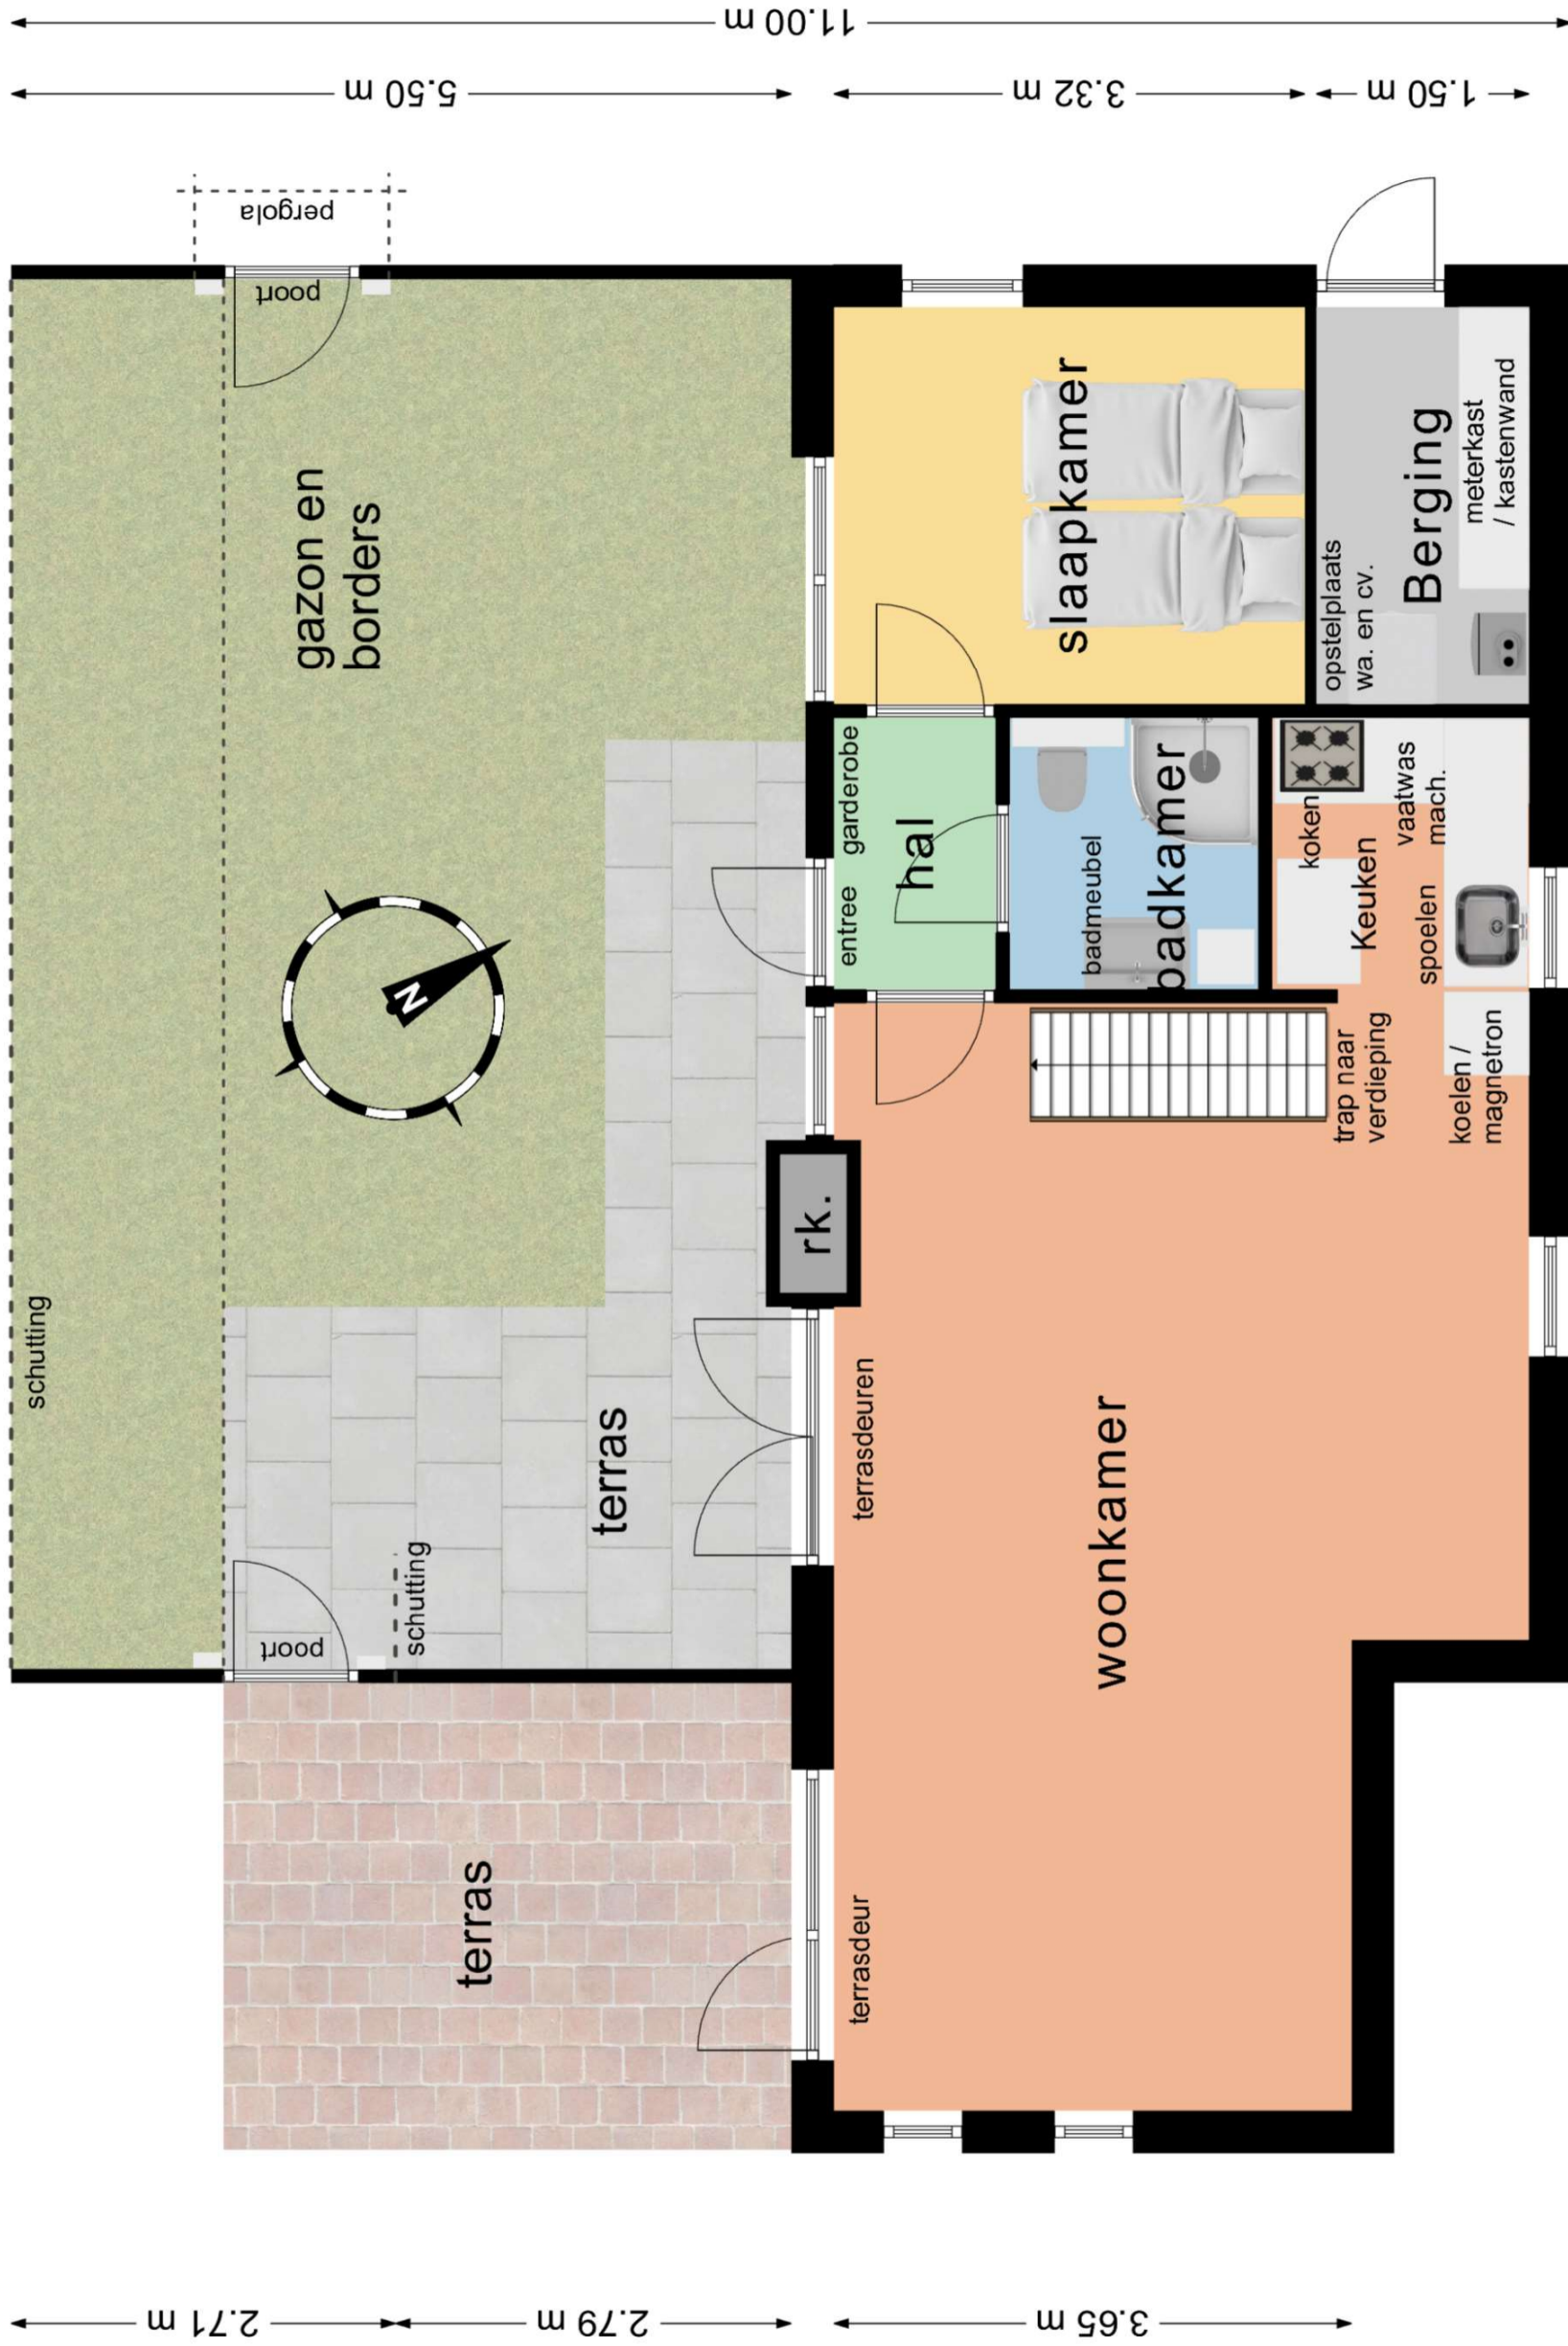 11.00 m
5.50 m
3.32 m
1.50 m
pergola
poort
gazon en
borders
slaapkamer
Berging
meterkast
/ kastenwand
opstelplaats
wa. en cv.
garderobe
entree
hal
badkamer
badmeubel
koken
vaatwas
mach.
Keuken
spoelen
N
trap naar
verdieping
koelen /
magnetron
rk.
schutting
terras
terrasdeuren
woonkamer
schutting
poort
terras
terrasdeur
2.71 m
2.79 m
3.65 m